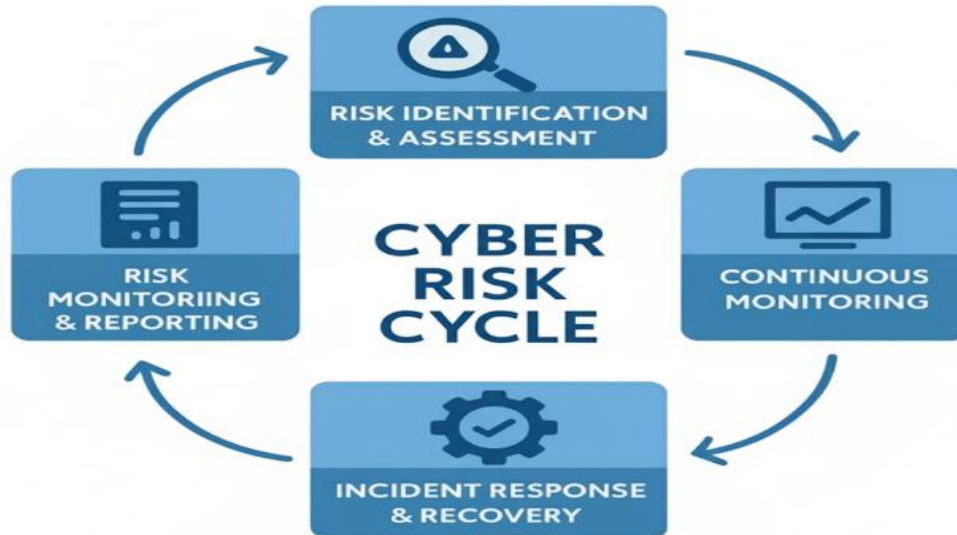 RISK IDENTIFICATION
& ASSESSMENT
CONTINUOUS
MONITORING
INCIDENT RESPONSE
& RECOVERY
RISK
MONITORIING
& REPORTING
CYBER
RISK
CYCLE